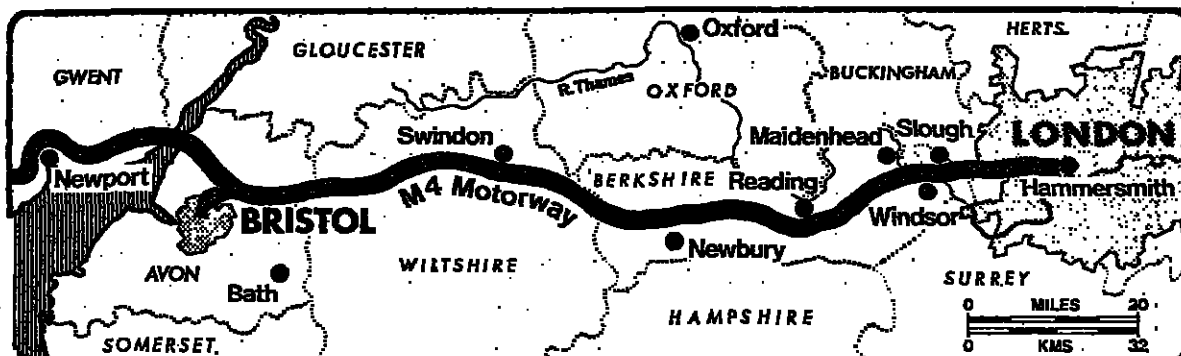 HERTS.
Oxford
GLOUCESTER
GWENT
BUCKINGHAM.
R. Thames
OXFORD
Swindon
Maidenhead
Slough
LONDON
Newport
BERKSHIRE
Reading
Hammersmith
M4 Motorway
Windsor
BRISTOL
Newbury
WILTSHIRE
AVON
Bath
SURREY
0 MILES 20
HAMPSHIRE
0 KMS 32
SOMERSET.